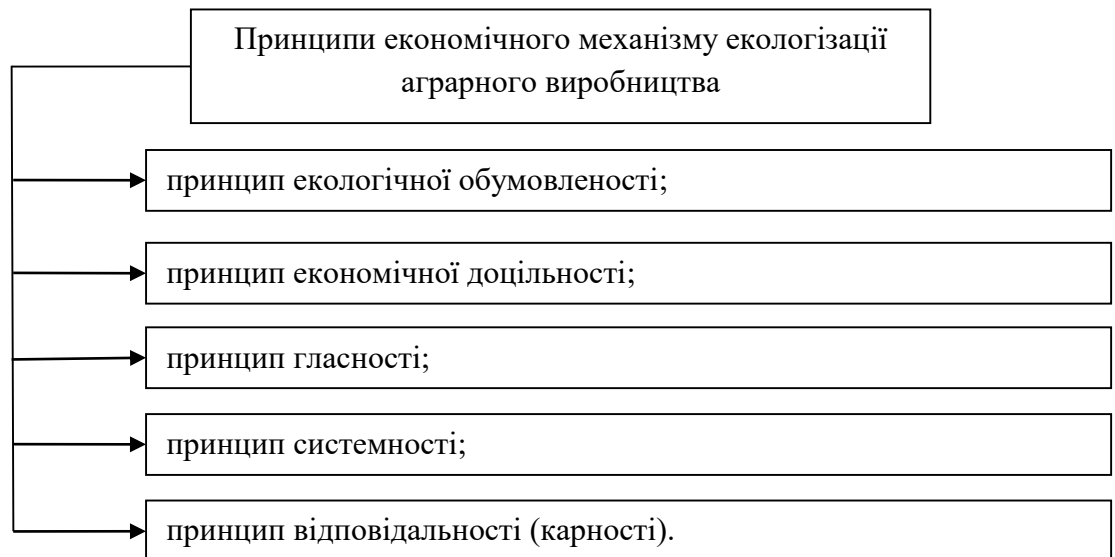 Принципи економічного механізму екологізації
аграрного виробництва
принцип екологічної обумовленості;
принцип економічної доцільності;
принцип гласності;
принцип системності;
принцип відповідальності (карності).